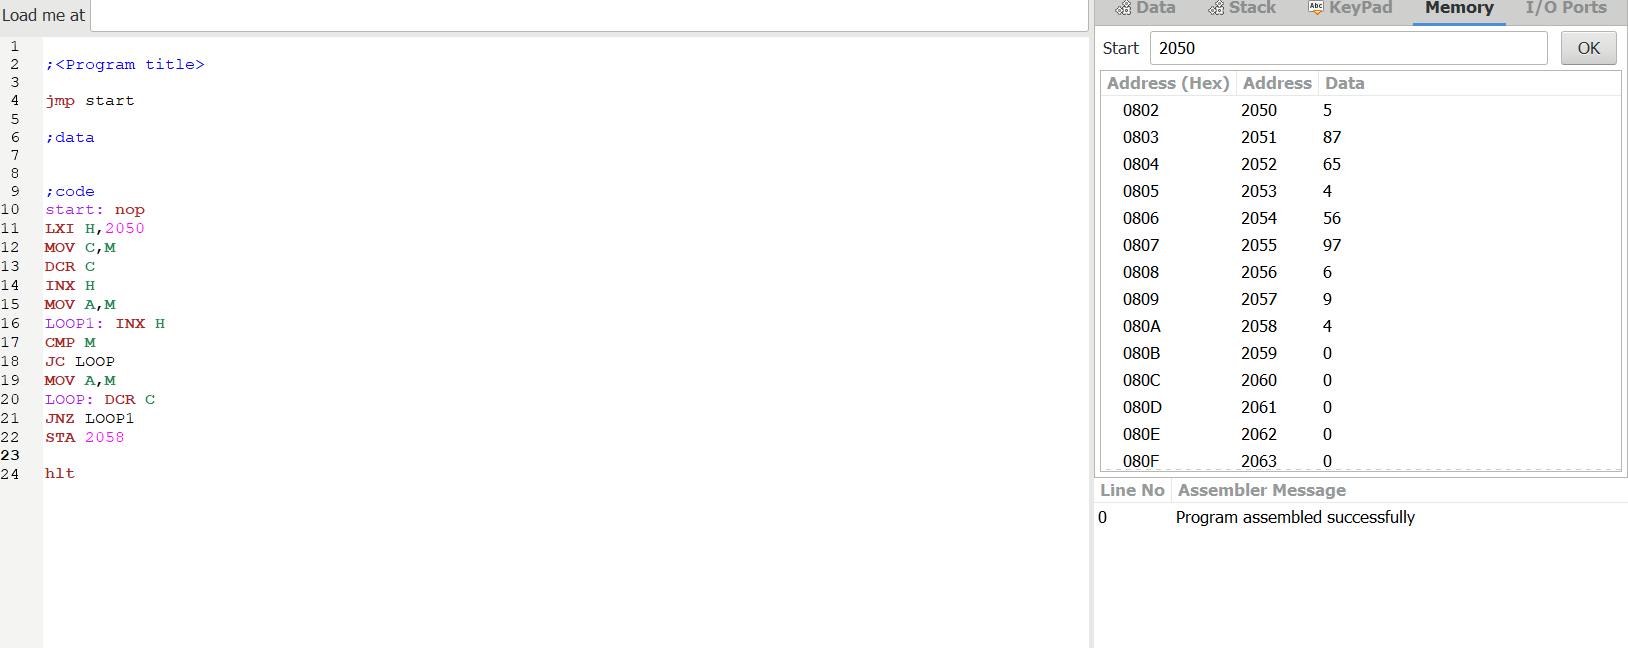 Load me at
1
2 ;<Program title>
3
4 jmp start
5
6 ;data
7
8
9 ;code
10 start: nop
11 LXI H,2050
12 MOV C,M
13 DCR C
14 INX H
15 MOV A,M
16 LOOP1: INX H
17 CMP M
18 JC LOOP
19 MOV A,M
20 LOOP: DCR C
21 JNZ LOOP1
22 STA 2058
23
24 hlt
Data Stack Abc KeyPad Memory I/O Ports
Start 2050 OK
Address (Hex) Address Data
0802 2050 5
0803 2051 87
0804 2052 65
0805 2053 4
0806 2054 56
0807 2055 97
0808 2056 6
0809 2057 9
080A 2058 4
080B 2059 0
080C 2060 0
080D 2061 0
080E 2062 0
080F 2063 0
Line No Assembler Message
0 Program assembled successfully